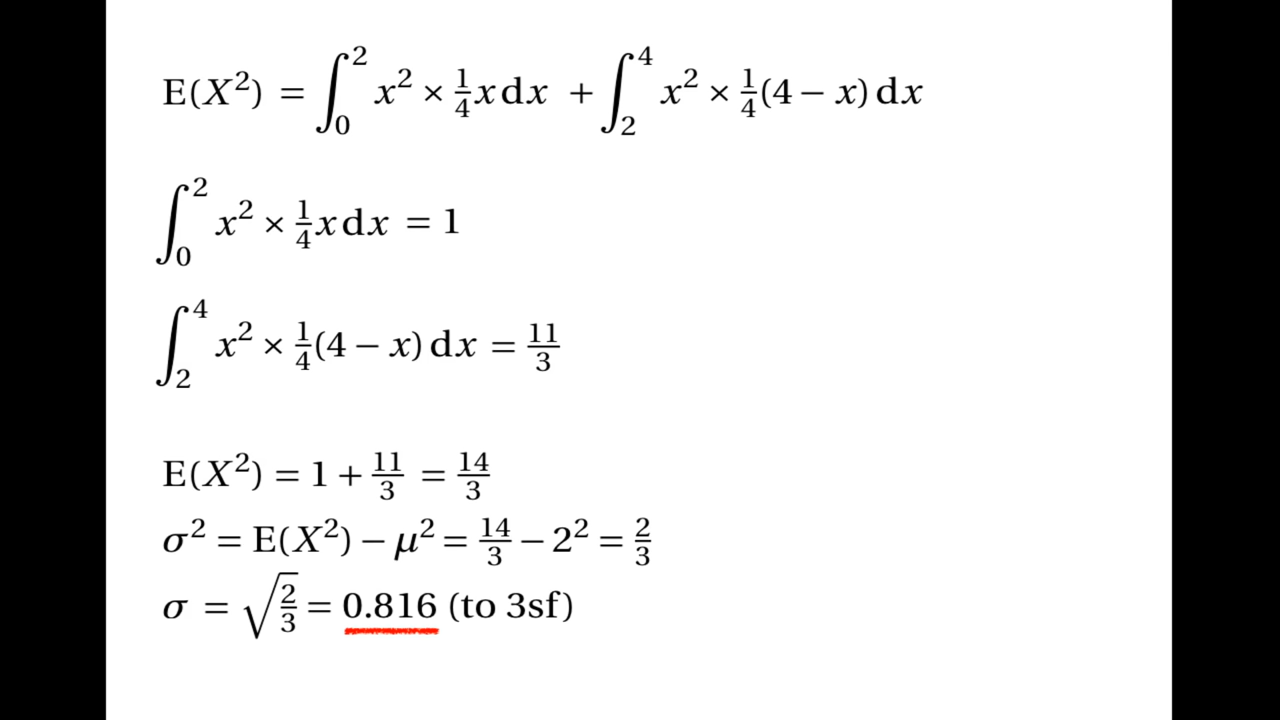 E(X²) = ∫₀² x² × ¼x dx + ∫₂⁴ x² × ¼(4 − x) dx
∫₀² x² × ¼x dx = 1
∫₂⁴ x² × ¼(4 − x) dx = 11/3
E(X²) = 1 + 11/3 = 14/3
σ² = E(X²) − μ² = 14/3 − 2² = 2/3
σ = √(2/3) = 0.816 (to 3sf)